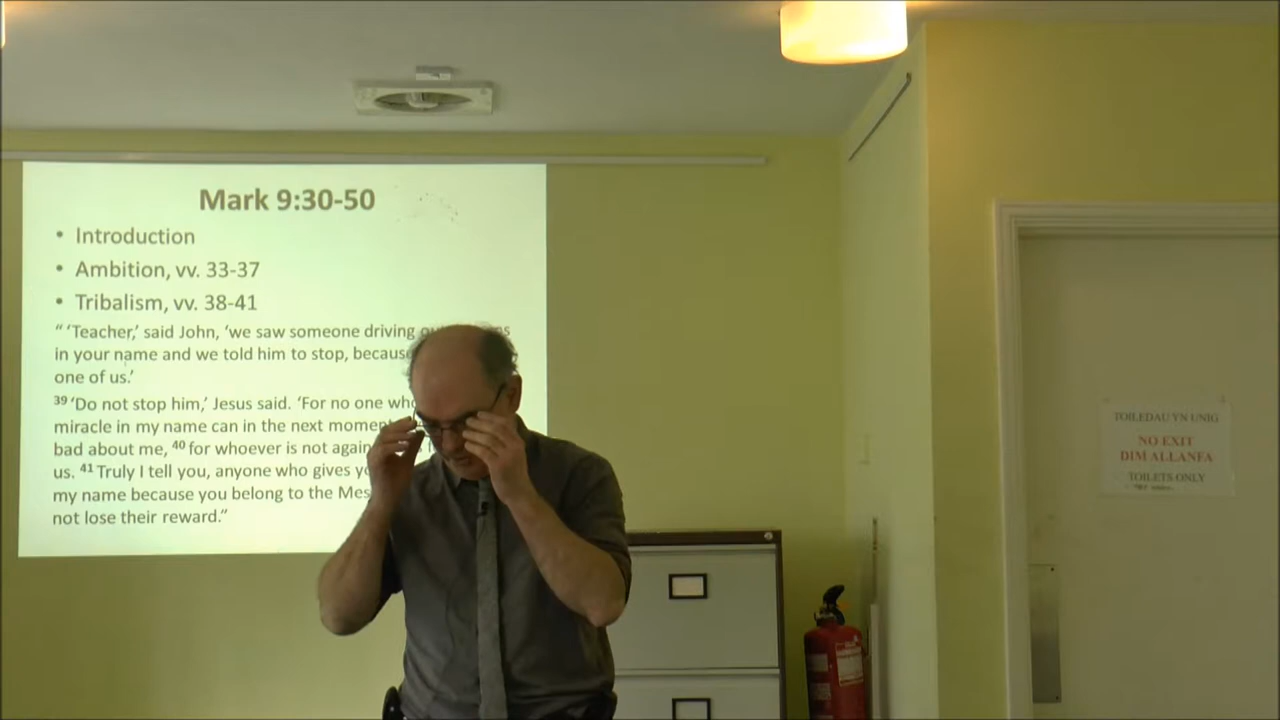 Mark 9:30-50
• Introduction
• Ambition, vv. 33-37
• Tribalism, vv. 38-41
“ ‘Teacher,’ said John, ‘we saw someone driving
in your name and we told him to stop, because
one of us.’
39 ‘Do not stop him,’ Jesus said. ‘For no one who
miracle in my name can in the next moment
bad about me, 40 for whoever is not again
us. 41 Truly I tell you, anyone who gives y
my name because you belong to the Mes
not lose their reward.”
TOILEDAU YN UNIG
NO EXIT
DIM ALLANFA
TOILETS ONLY